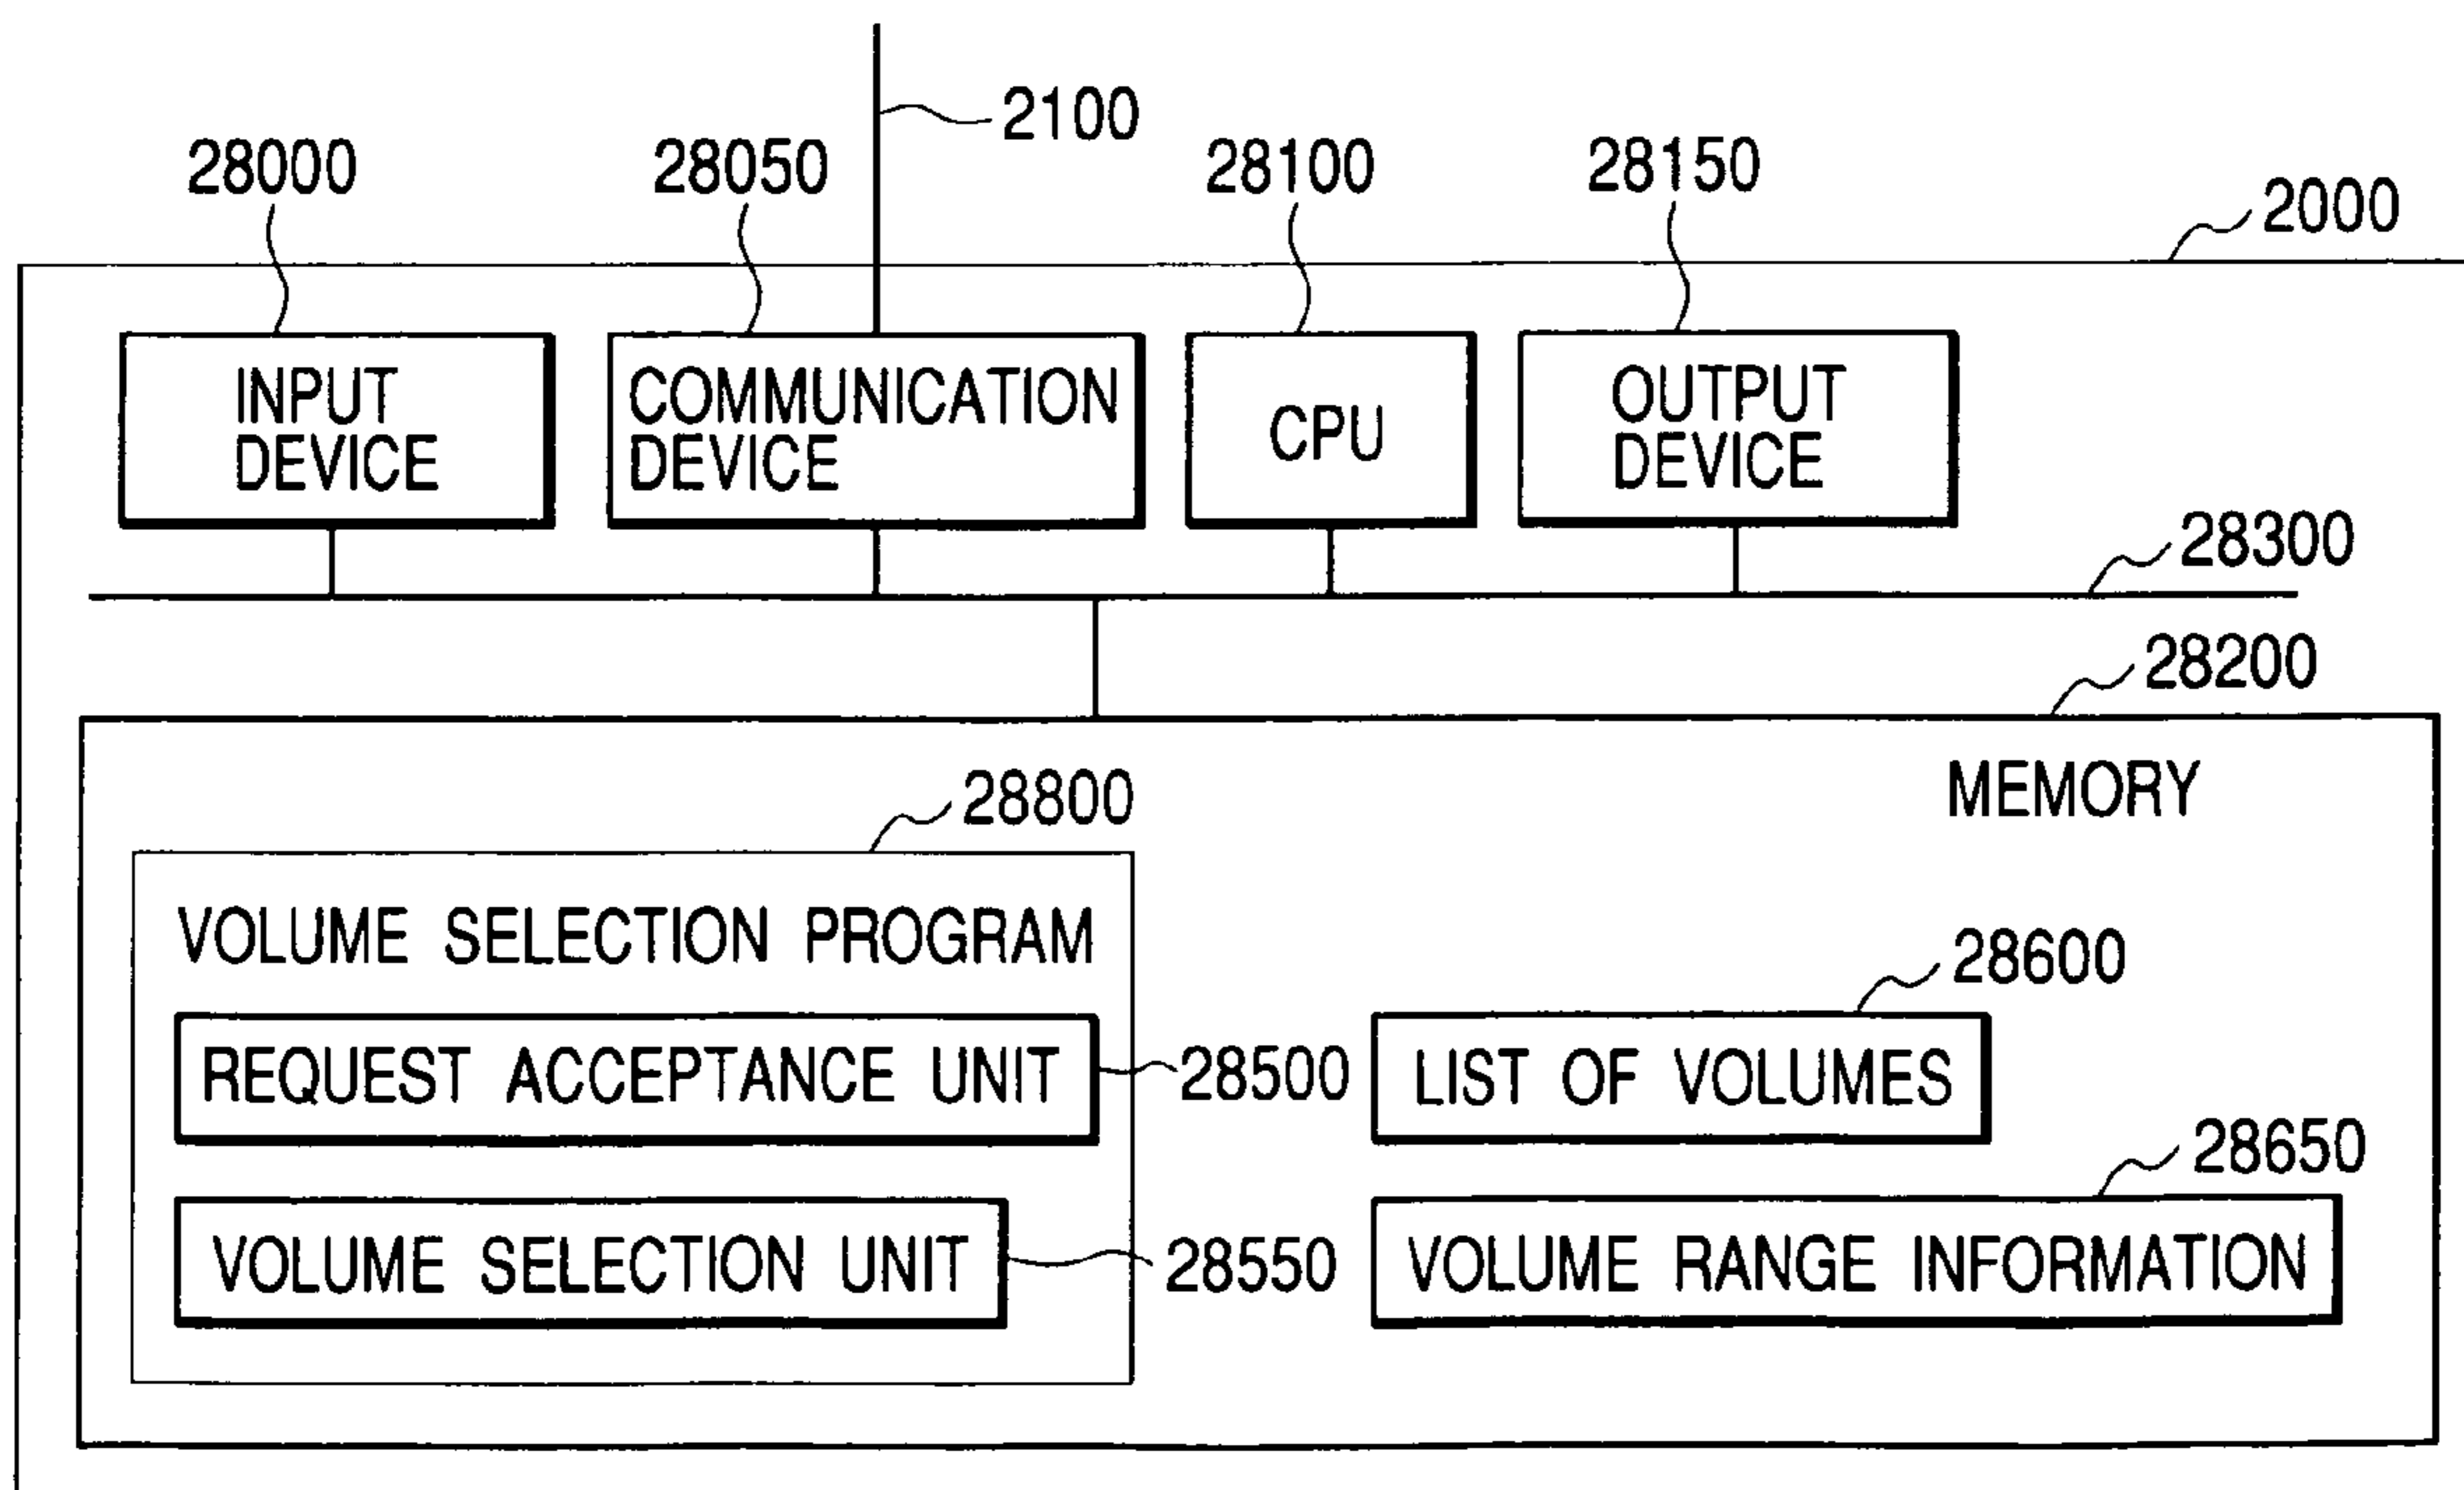 2100
28000
28050
28100
28150
2000
INPUT
DEVICE
COMMUNICATION
DEVICE
CPU
OUTPUT
DEVICE
28300
28200
MEMORY
28800
VOLUME SELECTION PROGRAM
28600
REQUEST ACCEPTANCE UNIT
28500
LIST OF VOLUMES
28650
VOLUME SELECTION UNIT
28550
VOLUME RANGE INFORMATION